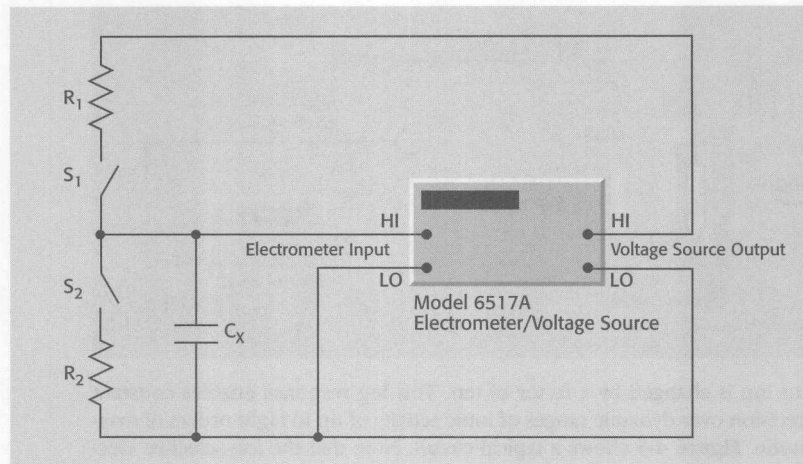 R1
S1
HI
HI
Electrometer Input
Voltage Source Output
S2
LO
LO
Model 6517A
Electrometer/Voltage Source
CX
R2